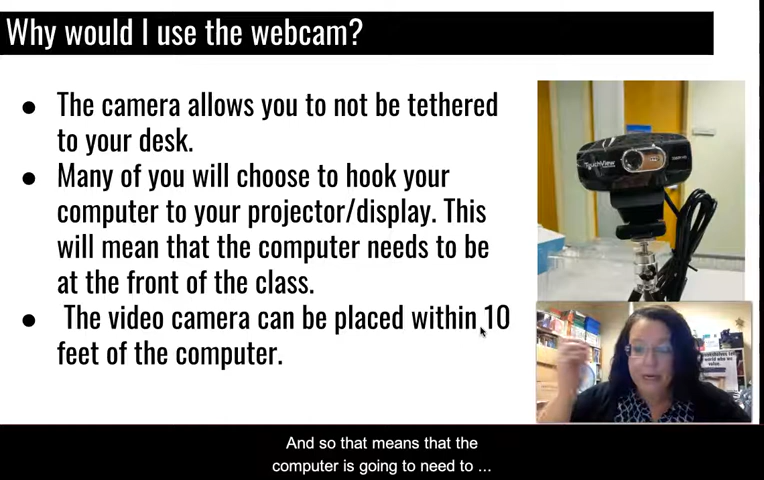 Why would I use the webcam?
● The camera allows you to not be tethered
to your desk.
● Many of you will choose to hook your
computer to your projector/display. This
will mean that the computer needs to be
at the front of the class.
● The video camera can be placed within 10
feet of the computer.
TouchView
And so that means that the
computer is going to need to ...